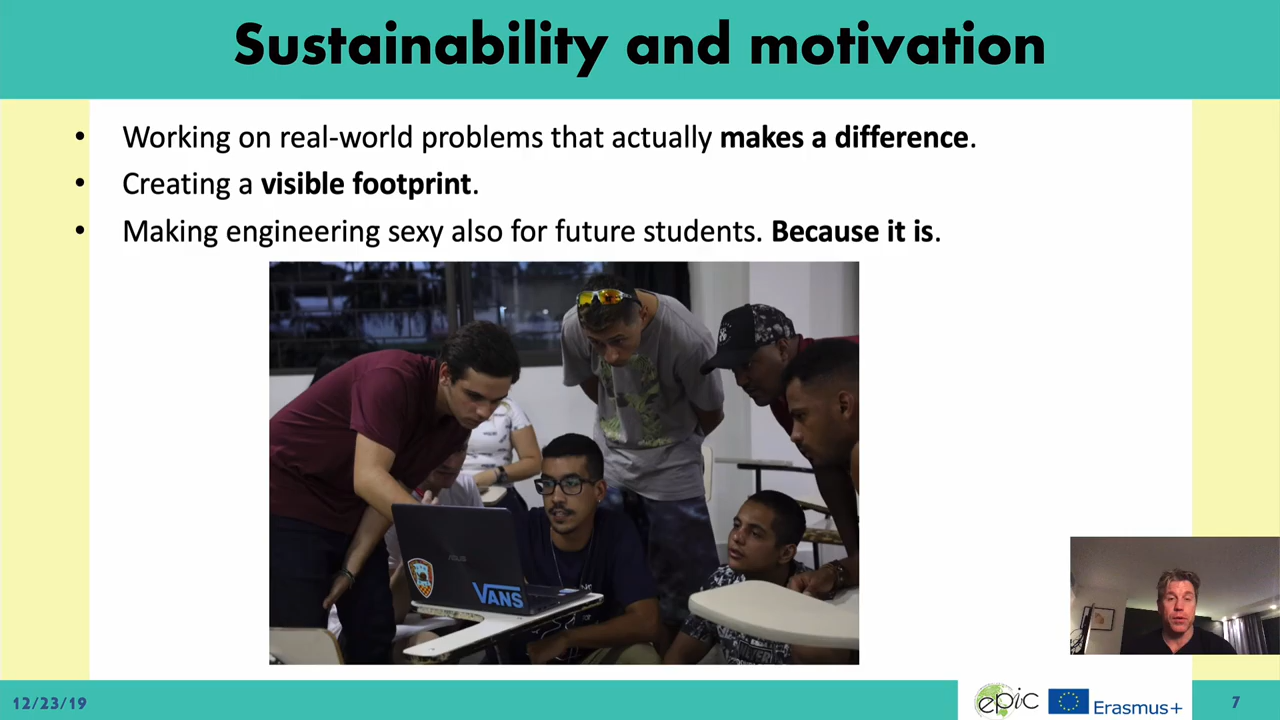 Sustainability and motivation
• Working on real-world problems that actually makes a difference.
• Creating a visible footprint.
• Making engineering sexy also for future students. Because it is.
ASUS
VANS
12/23/19
epic
Erasmus+
7